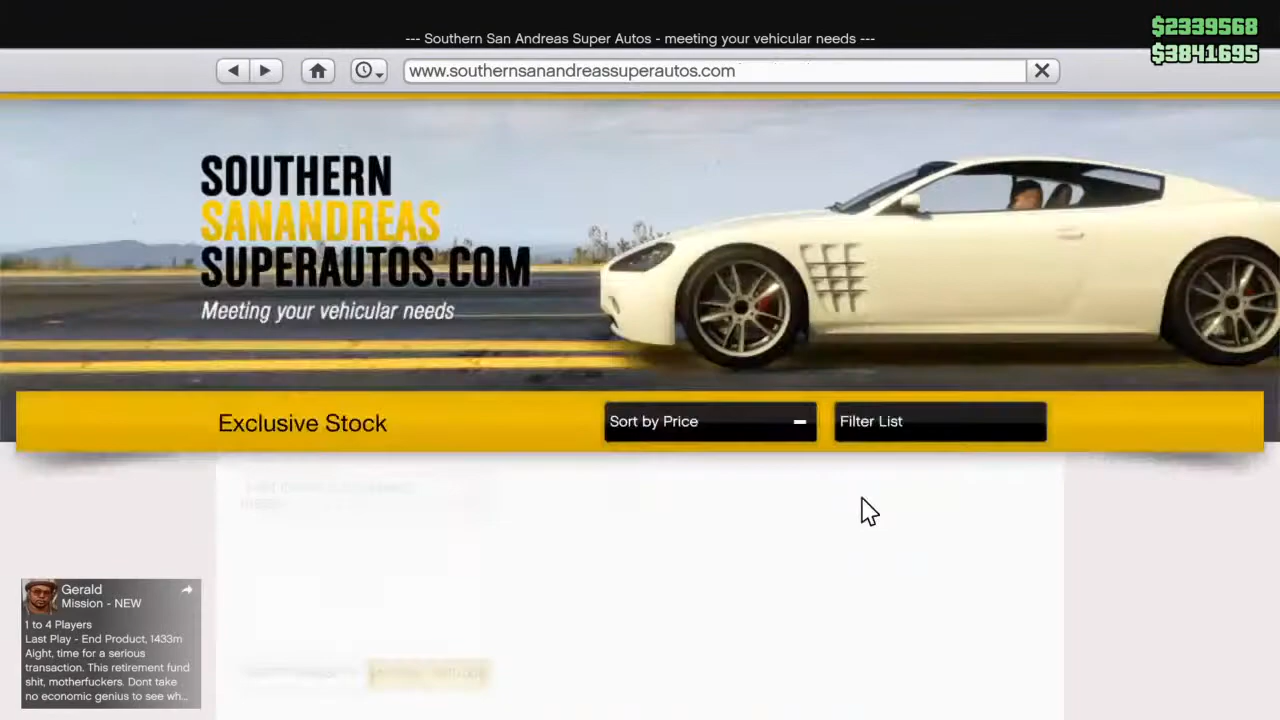 --- Southern San Andreas Super Autos - meeting your vehicular needs ---
$2339568
$3841695
www.southernsanandreassuperautos.com
SOUTHERN
SANANDREAS
SUPERAUTOS.COM
Meeting your vehicular needs
Exclusive Stock
Sort by Price
Filter List
Gerald
Mission - NEW
1 to 4 Players
Last Play - End Product, 1433m
Aight, time for a serious
transaction. This retirement fund
shit, motherfuckers. Dont take
no economic genius to see wh...